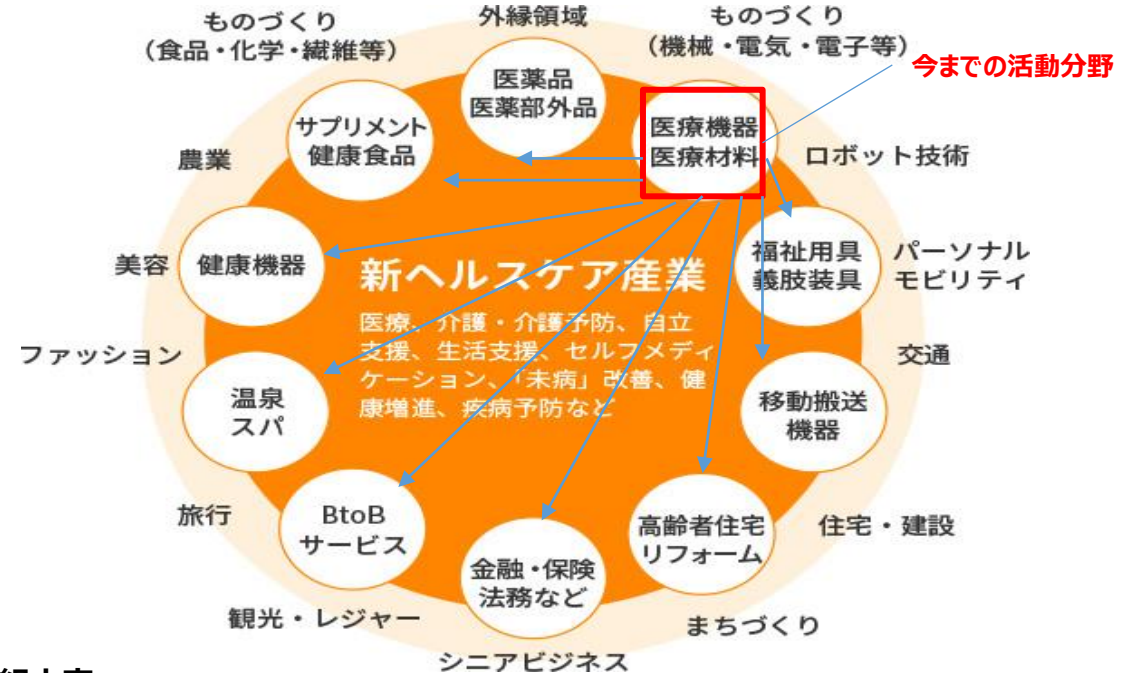 ものづくり
(食品・化学・繊維等)
外縁領域
ものづくり
(機械・電気・電子等)
今までの活動分野
医薬品
医薬部外品
サプリメント
健康食品
医療機器
医療材料
農業
ロボット技術
美容
健康機器
福祉用具
義肢装具
パーソナル
モビリティ
新ヘルスケア産業
医療、介護・介護予防、自立
支援、生活支援、セルフメディ
ケーション、「未病」改善、健
康増進、疾病予防など
ファッション
交通
温泉
スパ
移動搬送
機器
旅行
BtoB
サービス
金融・保険
法務など
高齢者住宅
リフォーム
住宅・建設
観光・レジャー
まちづくり
シニアビジネス